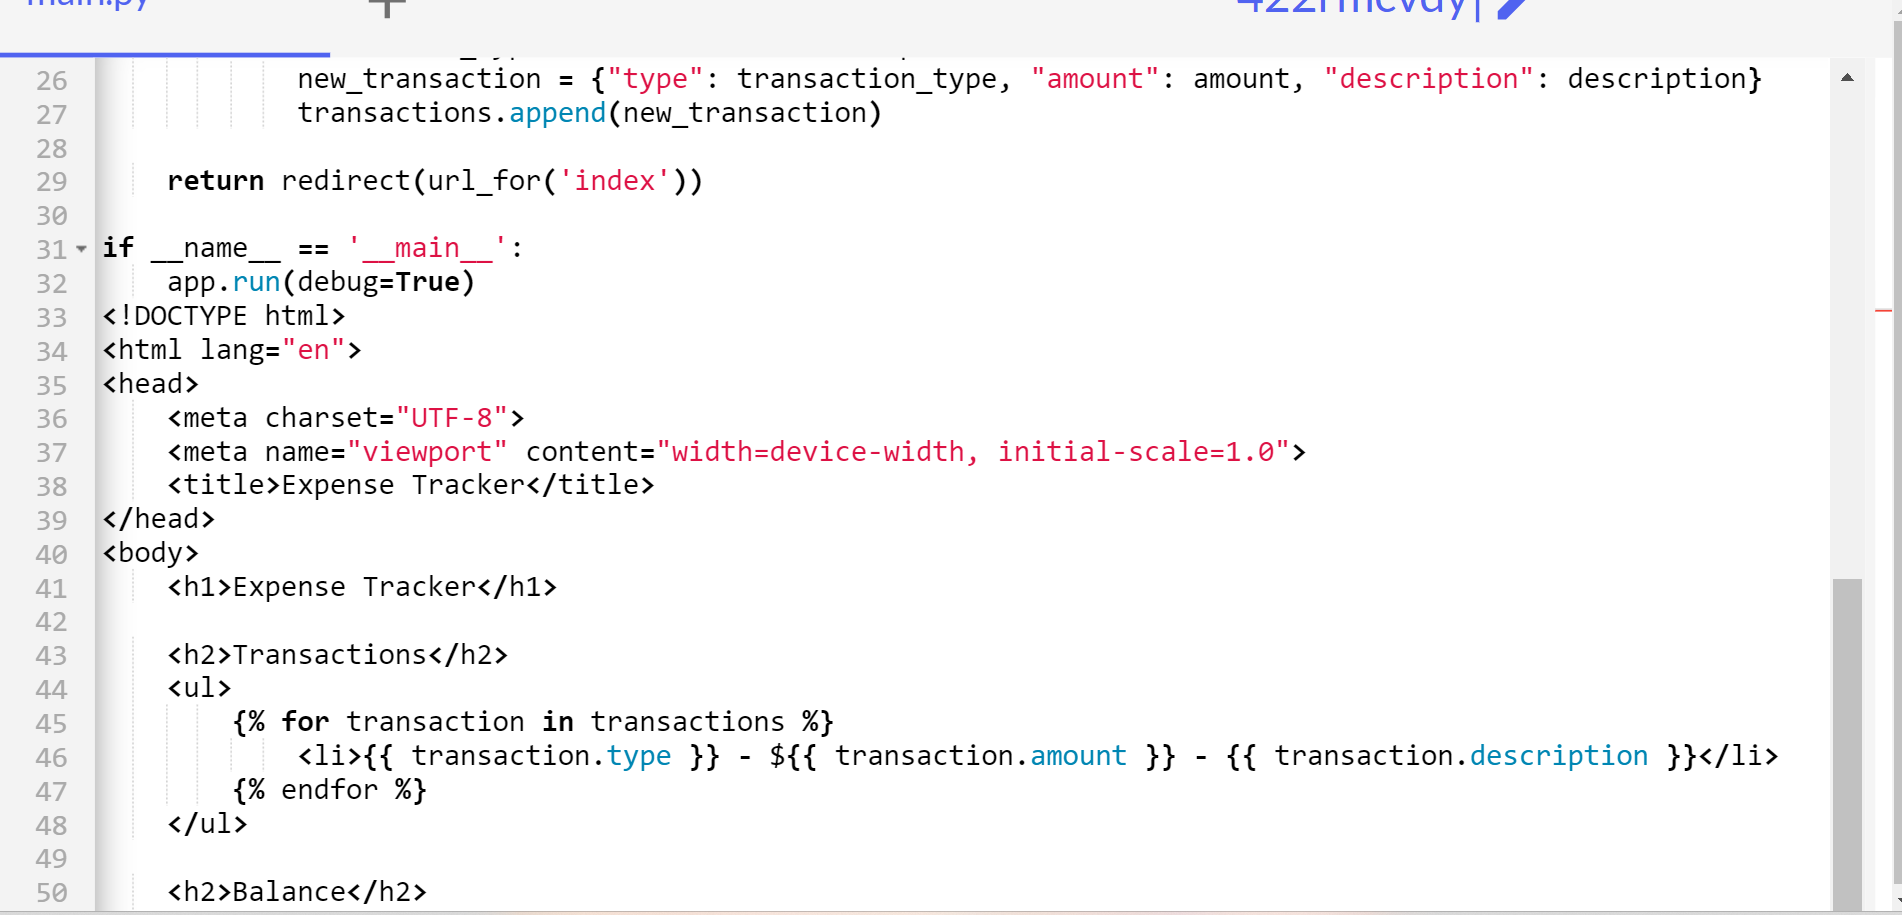 main.py +
26 new_transaction = {"type": transaction_type, "amount": amount, "description": description}
27 transactions.append(new_transaction)
28
29 return redirect(url_for('index'))
30
31 if __name__ == '__main__':
32 app.run(debug=True)
33 <!DOCTYPE html>
34 <html lang="en">
35 <head>
36 <meta charset="UTF-8">
37 <meta name="viewport" content="width=device-width, initial-scale=1.0">
38 <title>Expense Tracker</title>
39 </head>
40 <body>
41 <h1>Expense Tracker</h1>
42
43 <h2>Transactions</h2>
44 <ul>
45 {% for transaction in transactions %}
46 <li>{{ transaction.type }} - ${{ transaction.amount }} - {{ transaction.description }}</li>
47 {% endfor %}
48 </ul>
49
50 <h2>Balance</h2>